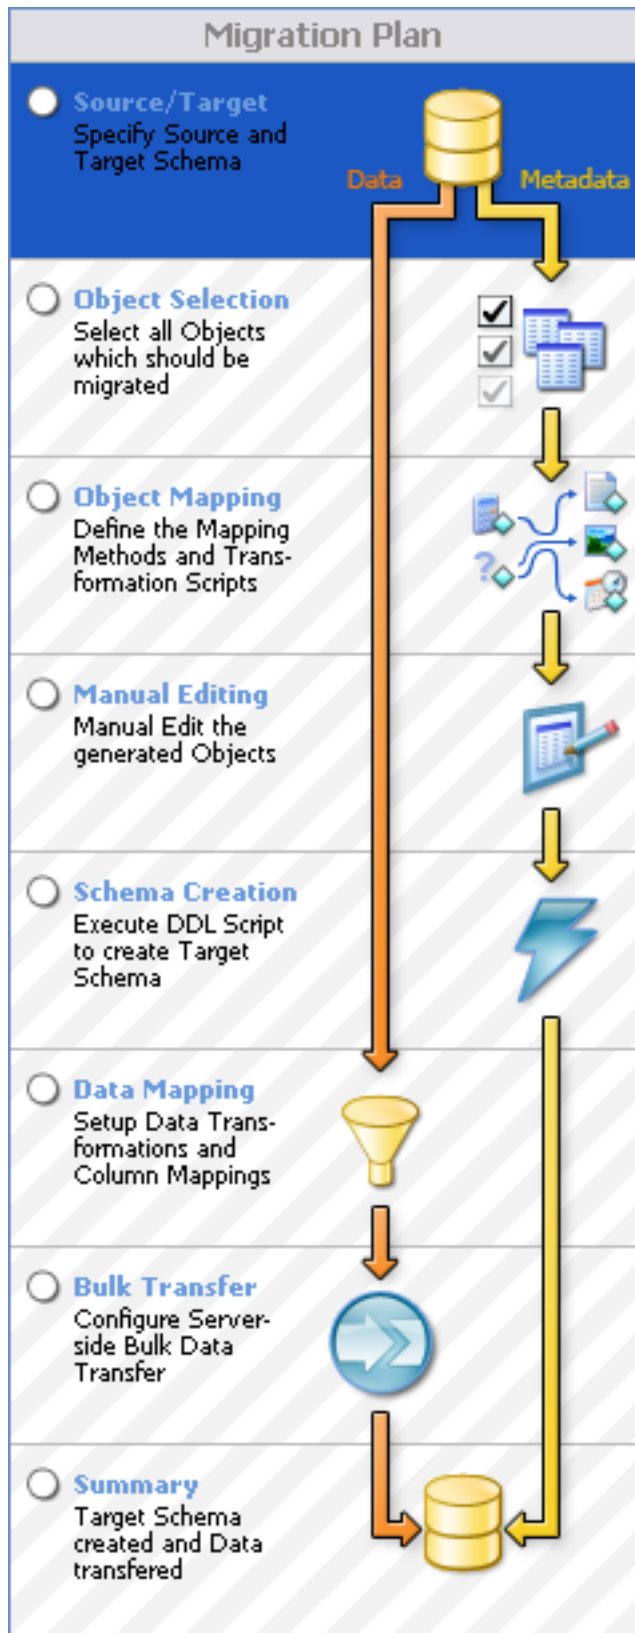 Migration Plan
Source/Target
Specify Source and
Target Schema
Data
Metadata
Object Selection
Select all Objects
which should be
migrated
Object Mapping
Define the Mapping
Methods and Trans-
formation Scripts
Manual Editing
Manual Edit the
generated Objects
Schema Creation
Execute DDL Script
to create Target
Schema
Data Mapping
Setup Data Trans-
formations and
Column Mappings
Bulk Transfer
Configure Server-
side Bulk Data
Transfer
Summary
Target Schema
created and Data
transfered